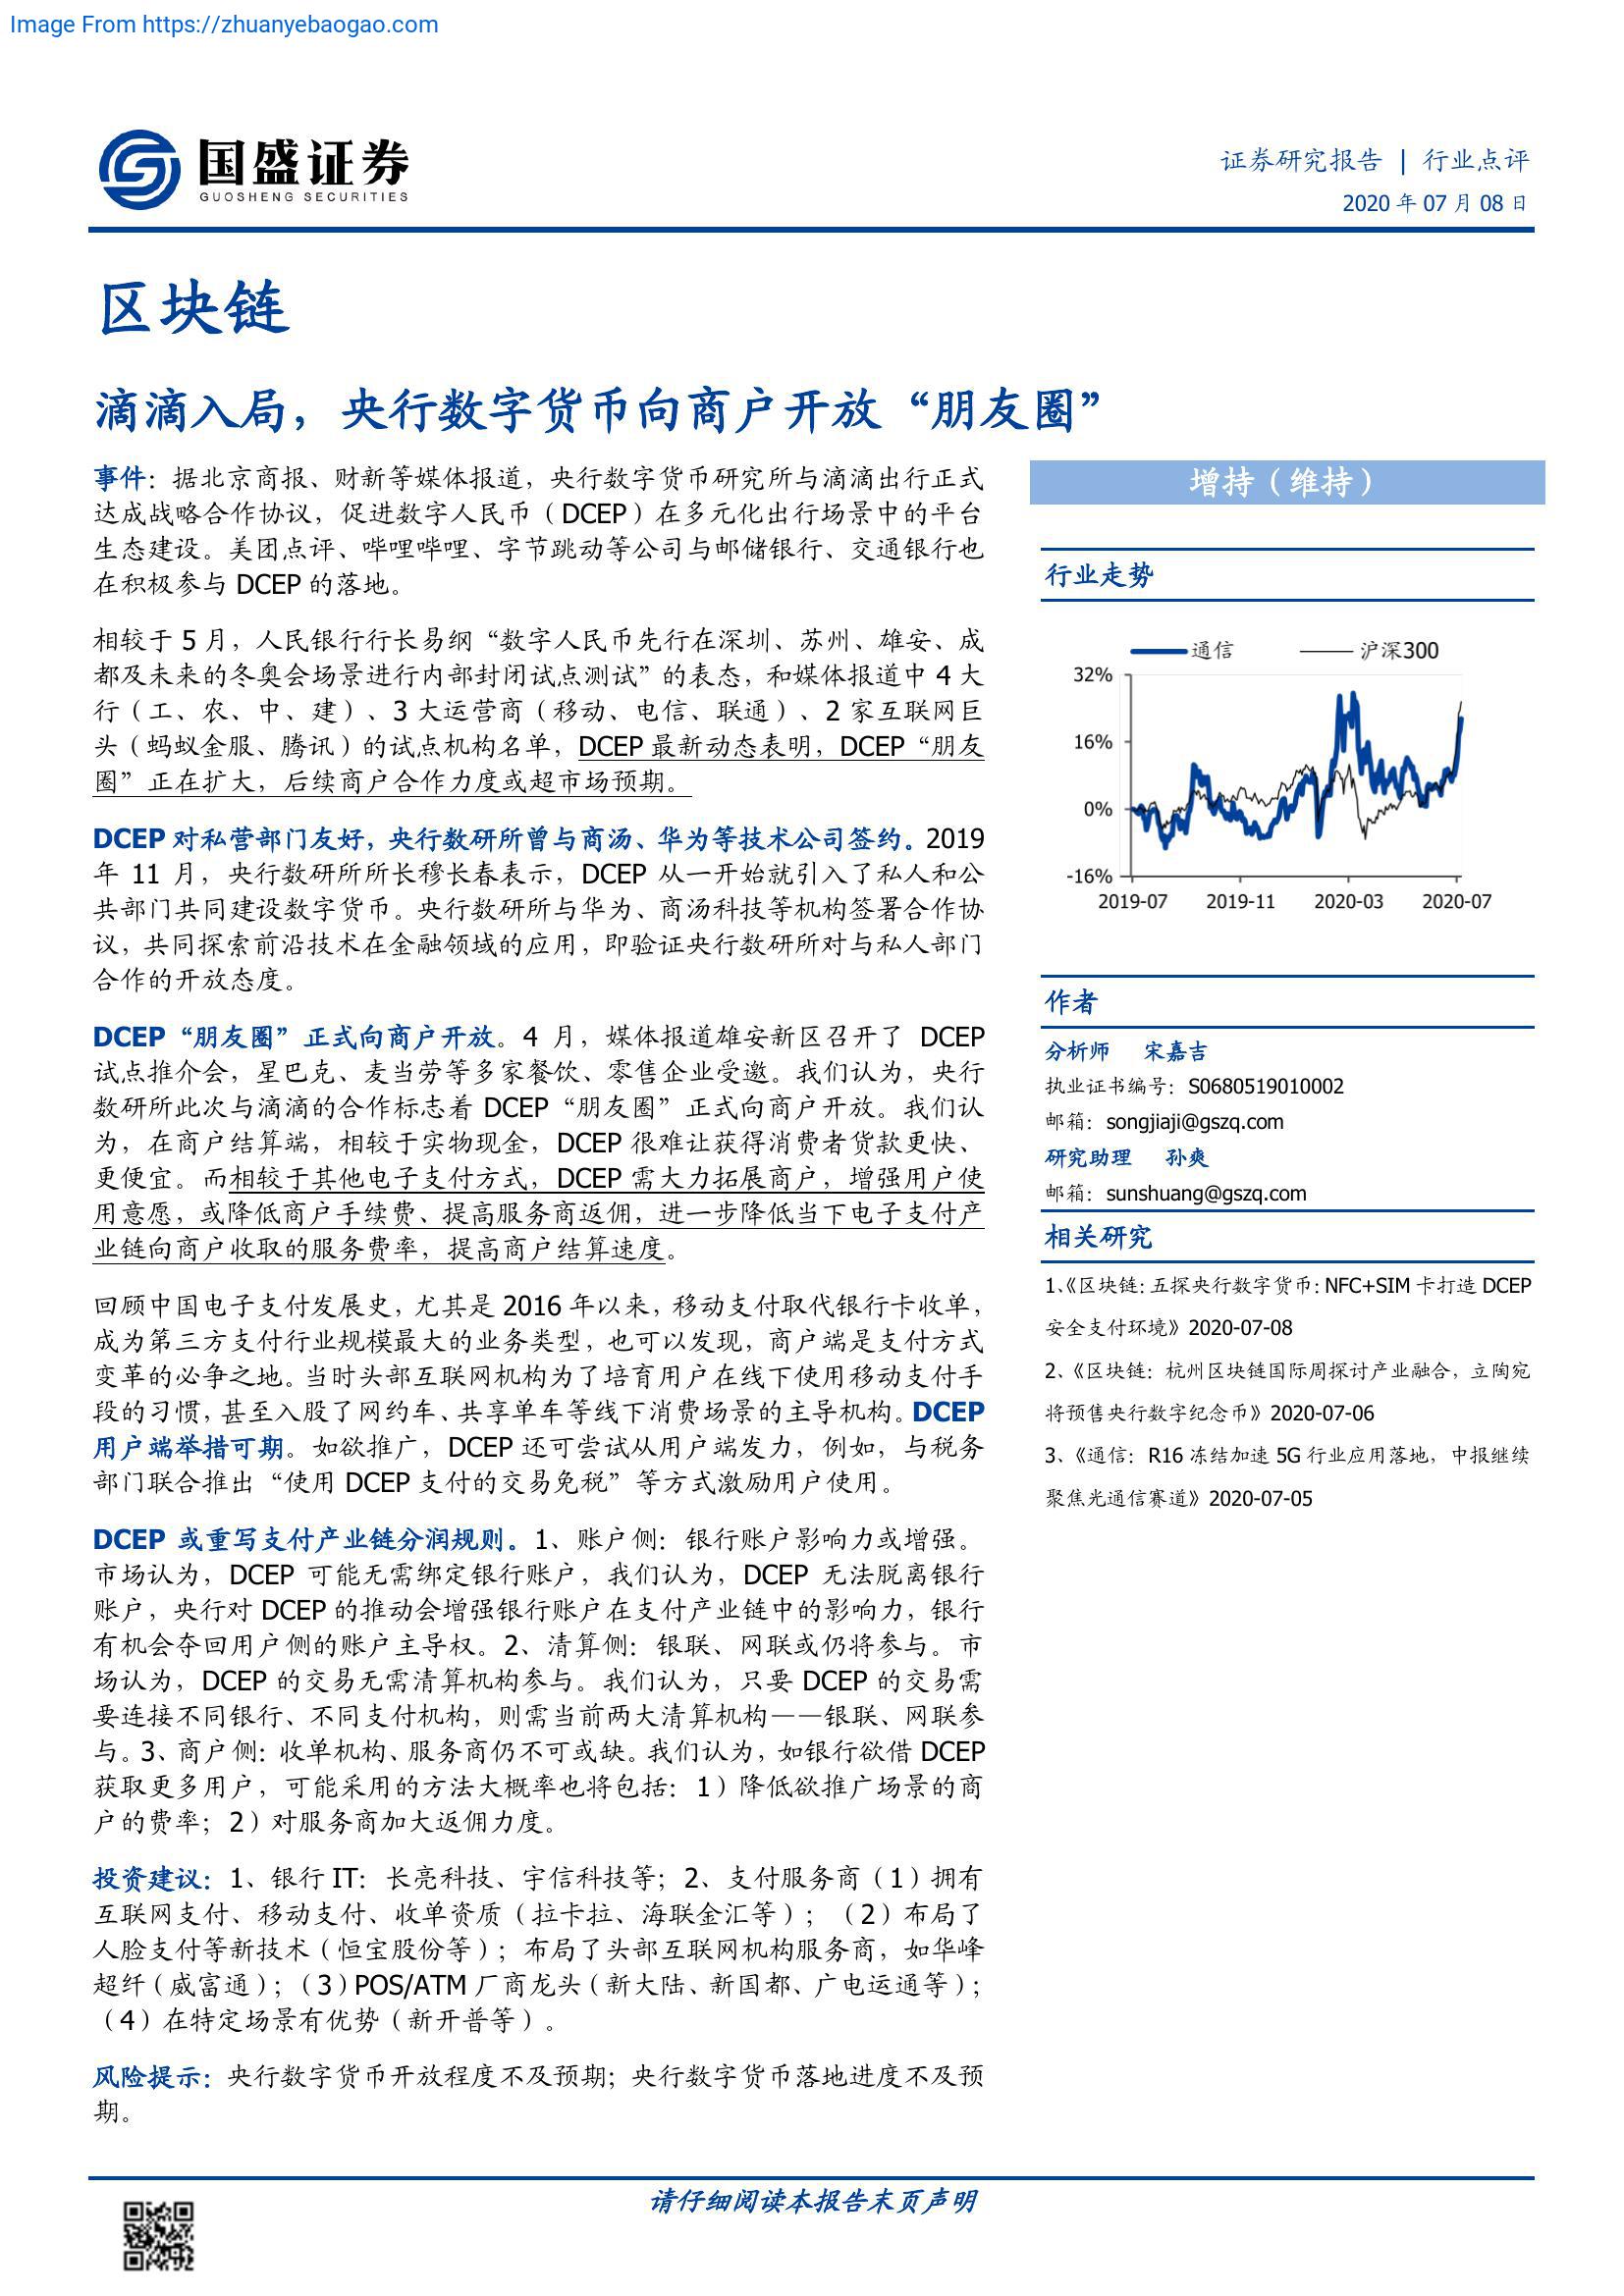 Image From https://zhuanyebaogao.com
国盛证券
GUOSHENG SECURITIES
证券研究报告 | 行业点评
2020 年 07 月 08 日
区块链
滴滴入局，央行数字货币向商户开放“朋友圈”
事件：据北京商报、财新等媒体报道，央行数字货币研究所与滴滴出行正式
达成战略合作协议，促进数字人民币（DCEP）在多元化出行场景中的平台
生态建设。美团点评、哔哩哔哩、字节跳动等公司与邮储银行、交通银行也
在积极参与 DCEP 的落地。
相较于 5 月，人民银行行长易纲“数字人民币先行在深圳、苏州、雄安、成
都及未来的冬奥会场景进行内部封闭试点测试”的表态，和媒体报道中 4 大
行（工、农、中、建）、3 大运营商（移动、电信、联通）、2 家互联网巨
头（蚂蚁金服、腾讯）的试点机构名单，DCEP 最新动态表明，DCEP“朋友
圈”正在扩大，后续商户合作力度或超市场预期。
DCEP 对私营部门友好，央行数研所曾与商汤、华为等技术公司签约。2019
年 11 月，央行数研所所长穆长春表示，DCEP 从一开始就引入了私人和公
共部门共同建设数字货币。央行数研所与华为、商汤科技等机构签署合作协
议，共同探索前沿技术在金融领域的应用，即验证央行数研所对与私人部门
合作的开放态度。
DCEP“朋友圈”正式向商户开放。4 月，媒体报道雄安新区召开了 DCEP
试点推介会，星巴克、麦当劳等多家餐饮、零售企业受邀。我们认为，央行
数研所此次与滴滴的合作标志着 DCEP“朋友圈”正式向商户开放。我们认
为，在商户结算端，相较于实物现金，DCEP 很难让获得消费者货款更快、
更便宜。而相较于其他电子支付方式，DCEP 需大力拓展商户，增强用户使
用意愿，或降低商户手续费、提高服务商返佣，进一步降低当下电子支付产
业链向商户收取的服务费率，提高商户结算速度。
回顾中国电子支付发展史，尤其是 2016 年以来，移动支付取代银行卡收单，
成为第三方支付行业规模最大的业务类型，也可以发现，商户端是支付方式
变革的必争之地。当时头部互联网机构为了培育用户在线下使用移动支付手
段的习惯，甚至入股了网约车、共享单车等线下消费场景的主导机构。DCEP
用户端举措可期。如欲推广，DCEP 还可尝试从用户端发力，例如，与税务
部门联合推出“使用 DCEP 支付的交易免税”等方式激励用户使用。
DCEP 或重写支付产业链分润规则。1、账户侧：银行账户影响力或增强。
市场认为，DCEP 可能无需绑定银行账户，我们认为，DCEP 无法脱离银行
账户，央行对 DCEP 的推动会增强银行账户在支付产业链中的影响力，银行
有机会夺回用户侧的账户主导权。2、清算侧：银联、网联或仍将参与。市
场认为，DCEP 的交易无需清算机构参与。我们认为，只要 DCEP 的交易需
要连接不同银行、不同支付机构，则需当前两大清算机构——银联、网联参
与。3、商户侧：收单机构、服务商仍不可或缺。我们认为，如银行欲借 DCEP
获取更多用户，可能采用的方法大概率也将包括：1）降低欲推广场景的商
户的费率；2）对服务商加大返佣力度。
投资建议：1、银行 IT：长亮科技、宇信科技等；2、支付服务商（1）拥有
互联网支付、移动支付、收单资质（拉卡拉、海联金汇等）；（2）布局了
人脸支付等新技术（恒宝股份等）；布局了头部互联网机构服务商，如华峰
超纤（威富通）；（3）POS/ATM 厂商龙头（新大陆、新国都、广电运通等）；
（4）在特定场景有优势（新开普等）。
风险提示：央行数字货币开放程度不及预期；央行数字货币落地进度不及预
期。
增持（维持）
行业走势
通信 沪深300
32%
16%
0%
-16%
2019-07 2019-11 2020-03 2020-07
作者
分析师 宋嘉吉
执业证书编号：S0680519010002
邮箱：songjiaji@gszq.com
研究助理 孙爽
邮箱：sunshuang@gszq.com
相关研究
1、《区块链：五探央行数字货币：NFC+SIM 卡打造 DCEP
安全支付环境》2020-07-08
2、《区块链：杭州区块链国际周探讨产业融合，立陶宛
将预售央行数字纪念币》2020-07-06
3、《通信：R16 冻结加速 5G 行业应用落地，中报继续
聚焦光通信赛道》2020-07-05
请仔细阅读本报告末页声明